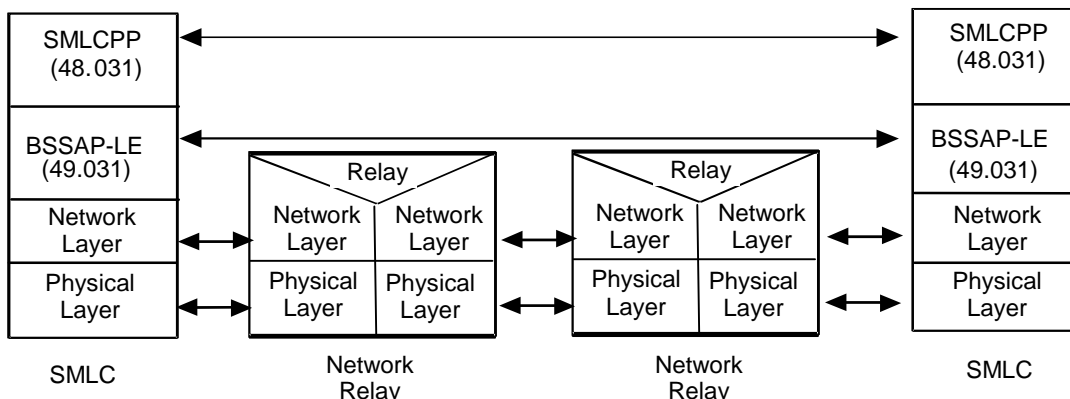 SMLCPP
(48.031)
BSSAP-LE
(49.031)
Network
Layer
Physical
Layer
SMLC
Relay
Network
Layer
Network
Layer
Physical
Layer
Physical
Layer
Network
Relay
Relay
Network
Layer
Network
Layer
Physical
Layer
Physical
Layer
Network
Relay
SMLCPP
(48.031)
BSSAP-LE
(49.031)
Network
Layer
Physical
Layer
SMLC